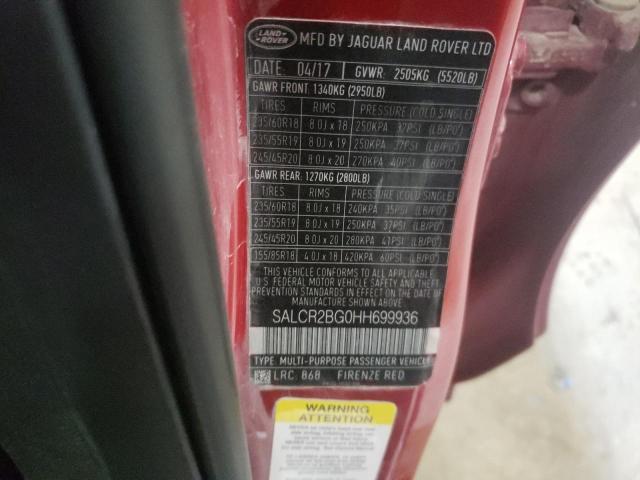 LAND ROVER
MFD BY JAGUAR LAND ROVER LTD
DATE: 04/17 GVWR: 2505KG (5520LB)
GAWR FRONT: 1340KG (2950LB)
TIRES RIMS PRESSURE (COLD SINGLE)
235/60R18 8.0J x 18 250KPA 37PSI (LB/PO²)
235/55R19 8.0J x 19 250KPA 37PSI (LB/PO²)
245/45R20 8.0J x 20 270KPA 40PSI (LB/PO²)
GAWR REAR: 1270KG (2800LB)
TIRES RIMS PRESSURE (COLD SINGLE)
235/60R18 8.0J x 18 240KPA 35PSI (LB/PO²)
235/55R19 8.0J x 19 250KPA 37PSI (LB/PO²)
245/45R20 8.0J x 20 280KPA 41PSI (LB/PO²)
155/85R18 4.0J x 18 420KPA 60PSI (LB/PO²)
THIS VEHICLE CONFORMS TO ALL APPLICABLE
U.S. FEDERAL MOTOR VEHICLE SAFETY AND THEFT
PREVENTION STANDARDS IN EFFECT ON THE DATE OF
MANUFACTURE SHOWN ABOVE.
SALCR2BG0HH699936
TYPE: MULTI-PURPOSE PASSENGER VEHICLE
LRC 868 FIRENZE RED
WARNING
ATTENTION